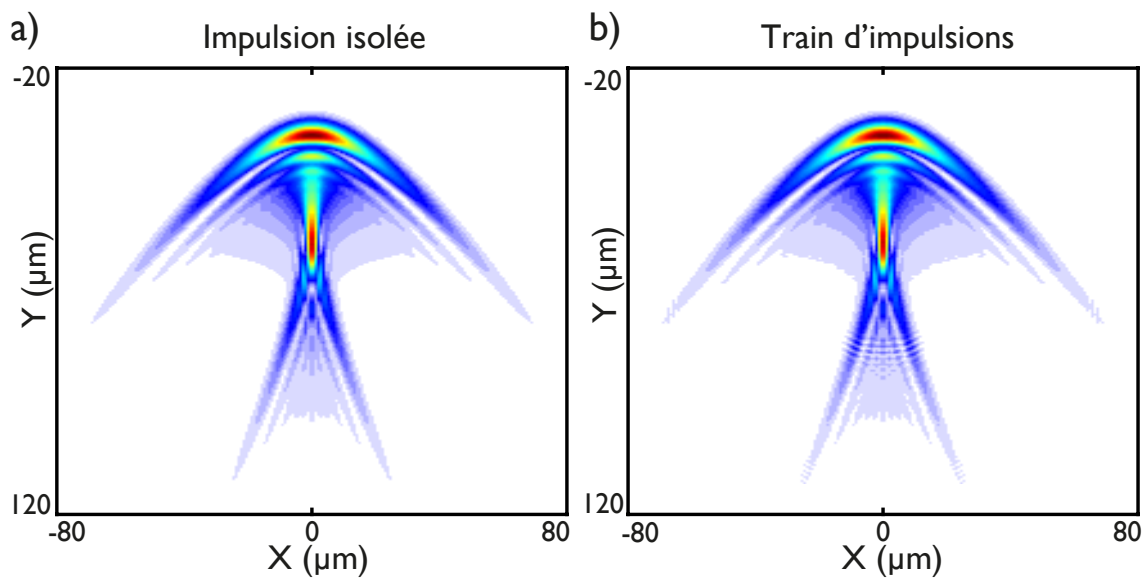 a)
Impulsion isolée
b)
Train d'impulsions
-20
-20
Y (µm)
Y (µm)
120
120
-80
0
80
-80
0
80
X (µm)
X (µm)